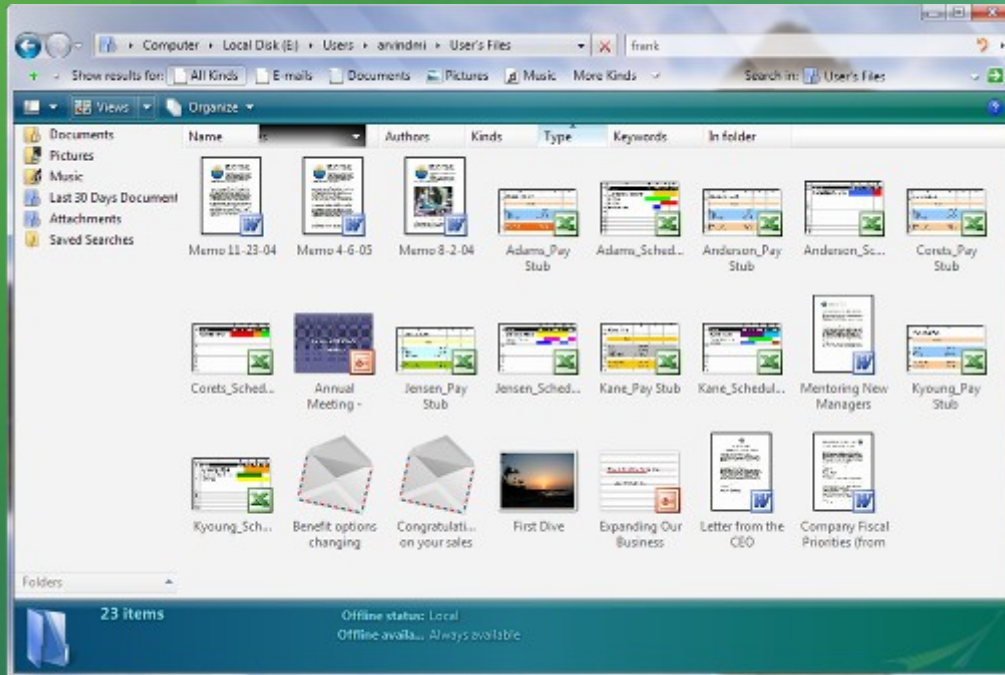 Computer Local Disk (E:) Users arvindmi User's Files frank
Show results for: All Kinds E-mails Documents Pictures Music More Kinds Search in: User's Files
Views Organize
Documents
Pictures
Music
Last 30 Days Document
Attachments
Saved Searches
Name Authors Kinds Type Keywords In folder
Memo 11-23-04
Memo 4-6-05
Memo 8-2-04
Adams_Pay
Stub
Adams_Sched...
Anderson_Pay
Stub
Anderson_Sc...
Corets_Pay
Stub
Corets_Sched...
Annual
Meeting -
Jensen_Pay
Stub
Jensen_Sched...
Kane_Pay Stub
Kane_Schedul...
Mentoring New
Managers
Kyoung_Pay
Stub
Kyoung_Sch...
Benefit options
changing
Congratulati...
on your sales
First Dive
Expanding Our
Business
Letter from the
CEO
Company Fiscal
Priorities (from
Folders
23 items
Offline status: Local
Offline availa... Always available